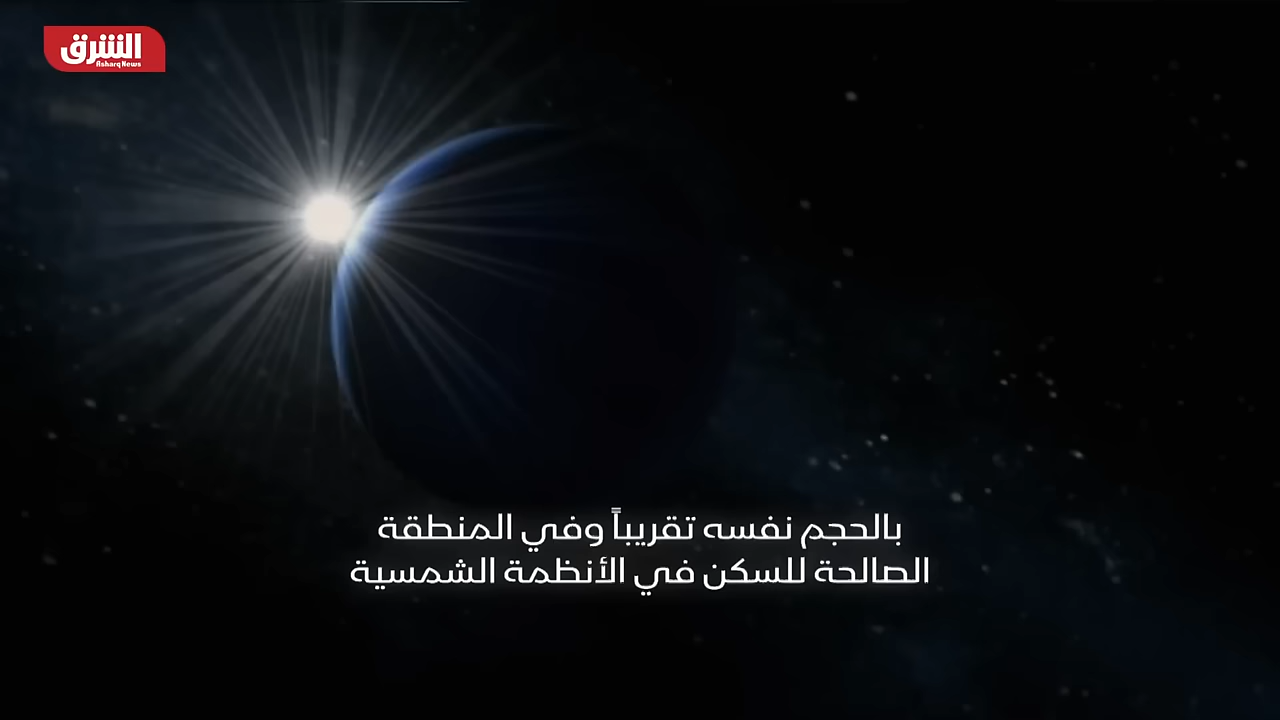 الشرق
Asharq News
بالحجم نفسه تقريباً وفي المنطقة
الصالحة للسكن في الأنظمة الشمسية